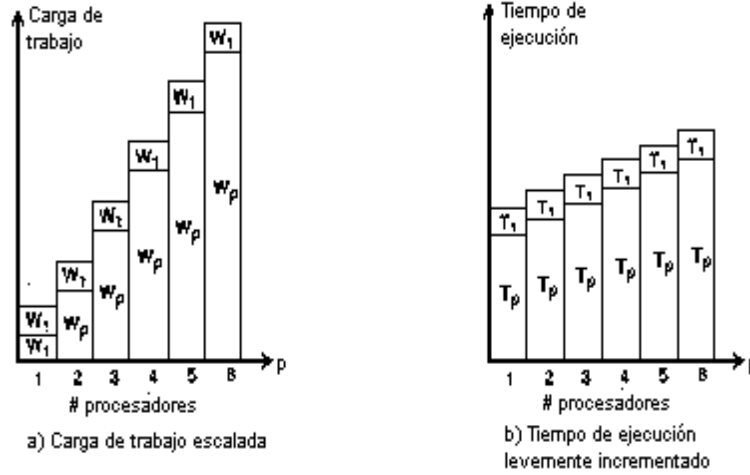 Carga de
trabajo
W1
W1
W1
W1
W1
W1
W1
Wp
Wp
Wp
Wp
Wp
1 2 3 4 5 6
p
# procesadores
a) Carga de trabajo escalada
Tiempo de
ejecución
T1
T1
T1
T1
T1
T1
Tp
Tp
Tp
Tp
Tp
Tp
1 2 3 4 5 6
# procesadores
b) Tiempo de ejecución
levemente incrementado